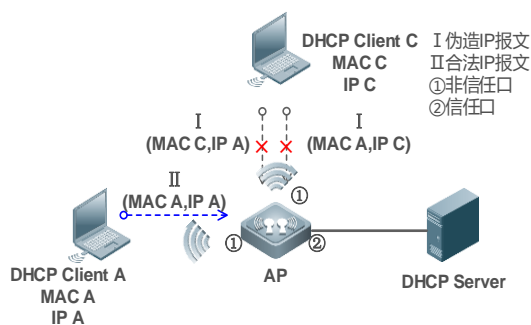 DHCP Client C
MAC C
IP C
Ⅰ伪造IP报文
Ⅱ合法IP报文
①非信任口
②信任口
Ⅰ
(MAC C,IP A)
Ⅰ
(MAC A,IP C)
Ⅱ
(MAC A,IP A)
①
①
②
AP
DHCP Client A
MAC A
IP A
DHCP Server